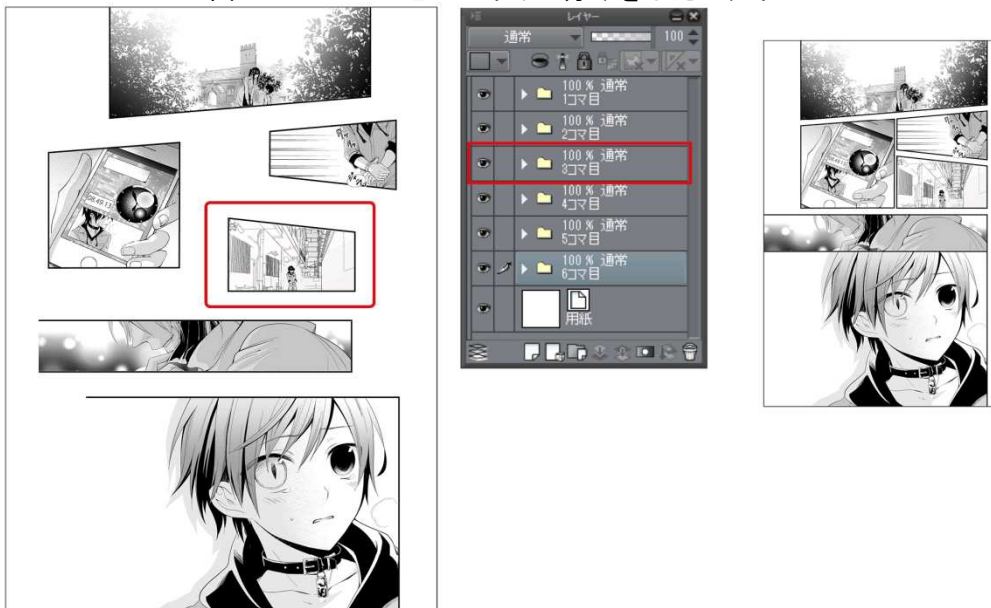 レイヤー
通常 100
100 % 通常
1コマ目
100 % 通常
2コマ目
100 % 通常
3コマ目
100 % 通常
4コマ目
100 % 通常
5コマ目
100 % 通常
6コマ目
用紙